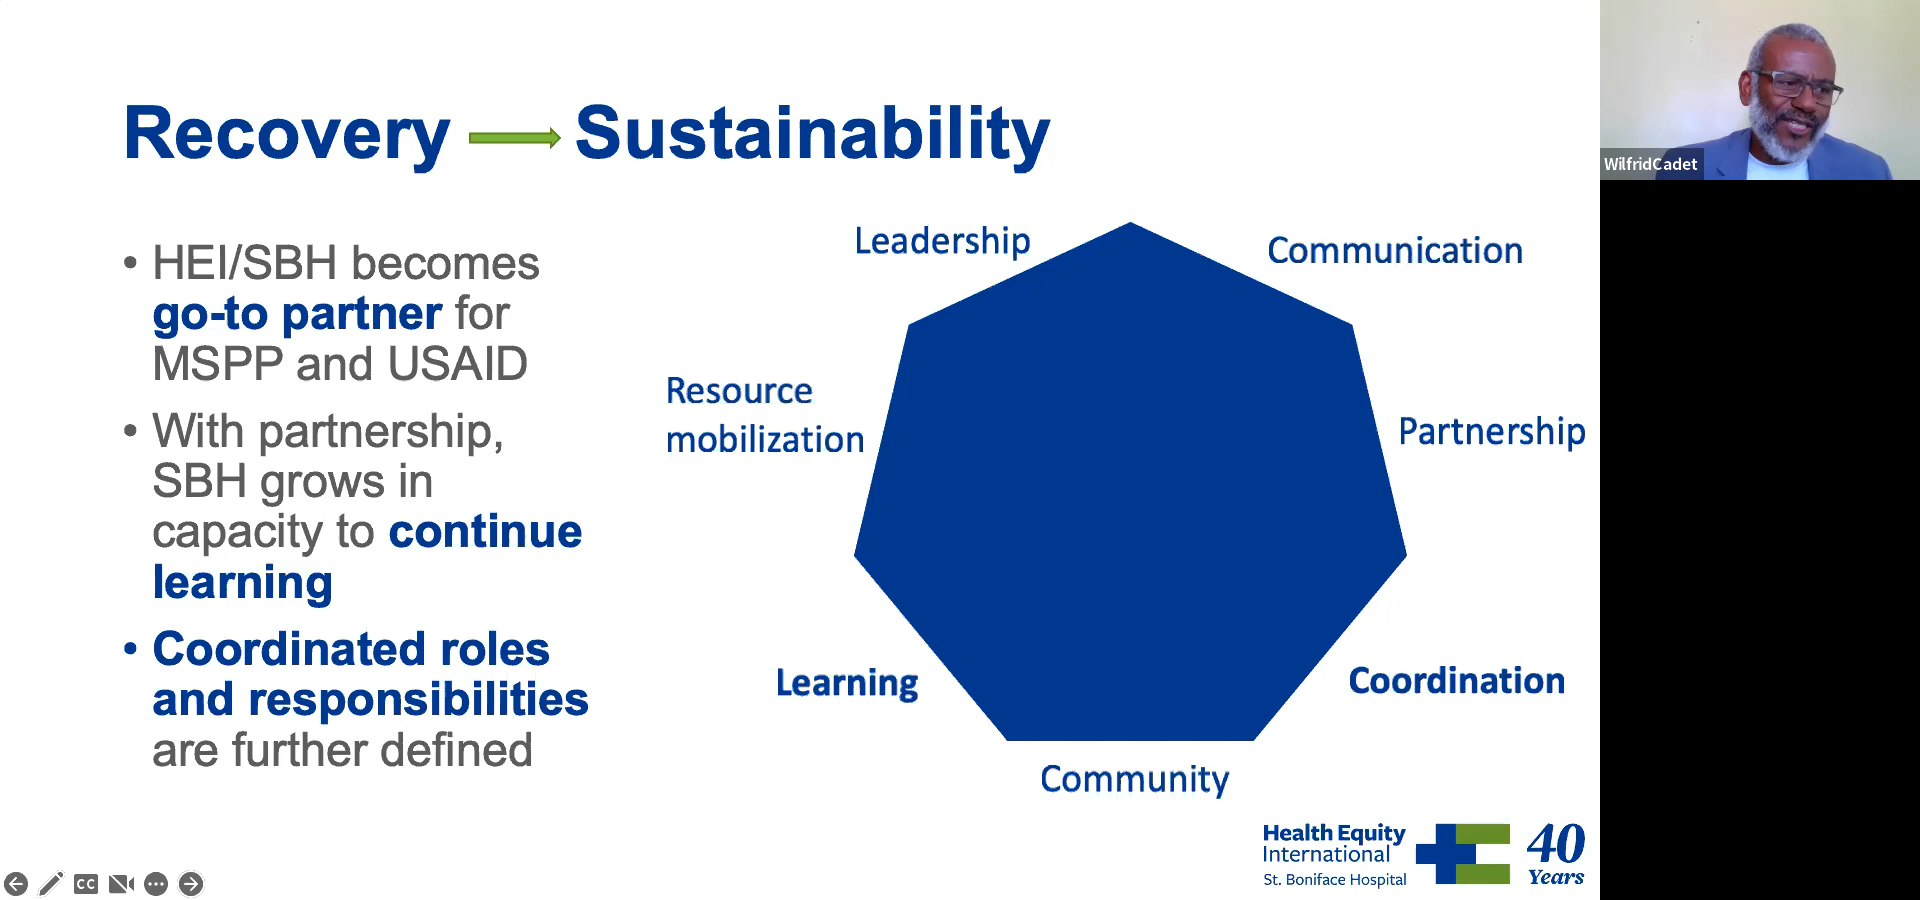 Recovery Sustainability
• HEI/SBH becomes
go-to partner for
MSPP and USAID
• With partnership,
SBH grows in
capacity to continue
learning
• Coordinated roles
and responsibilities
are further defined
Leadership
Communication
Resource
mobilization
Partnership
Learning
Coordination
Community
Health Equity
International
St. Boniface Hospital
40
Years
CC
WilfridCadet